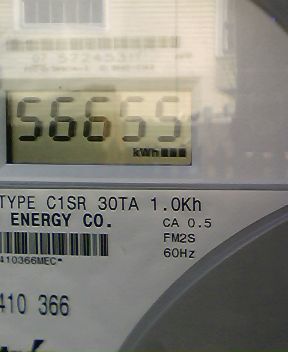 56655
kWh
TYPE C1SR 30TA 1.0Kh
ENERGY CO.
CA 0.5
FM2S
60Hz
410366MEC*
410 366